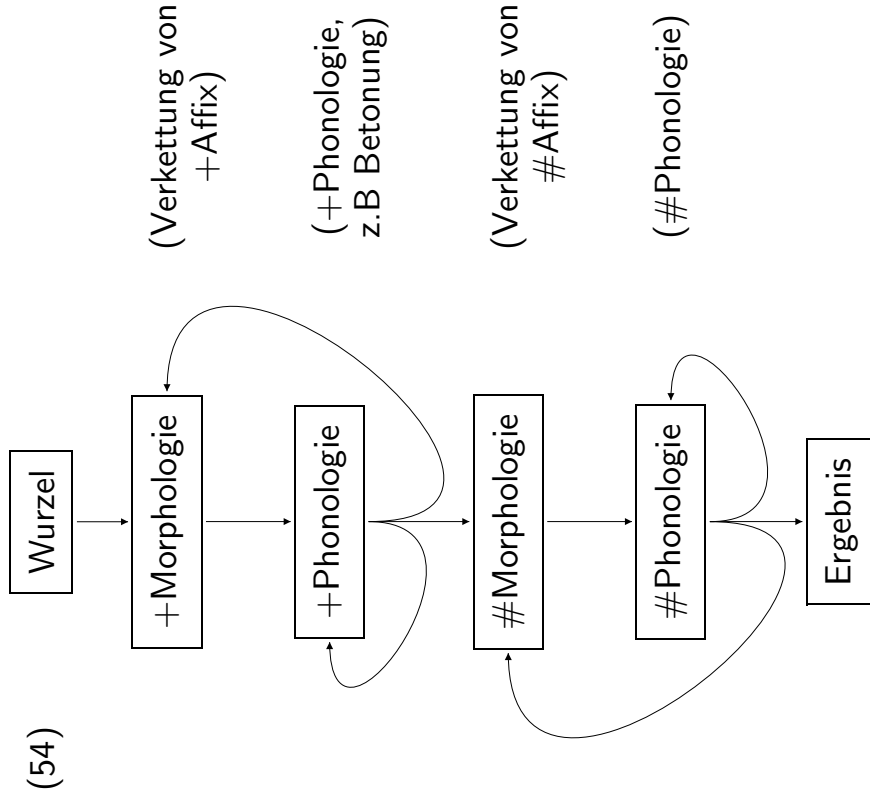 (54)
Wurzel
+Morphologie
(Verkettung von
+Affix)
+Phonologie
(+Phonologie,
z.B Betonung)
#Morphologie
(Verkettung von
#Affix)
#Phonologie
(#Phonologie)
Ergebnis